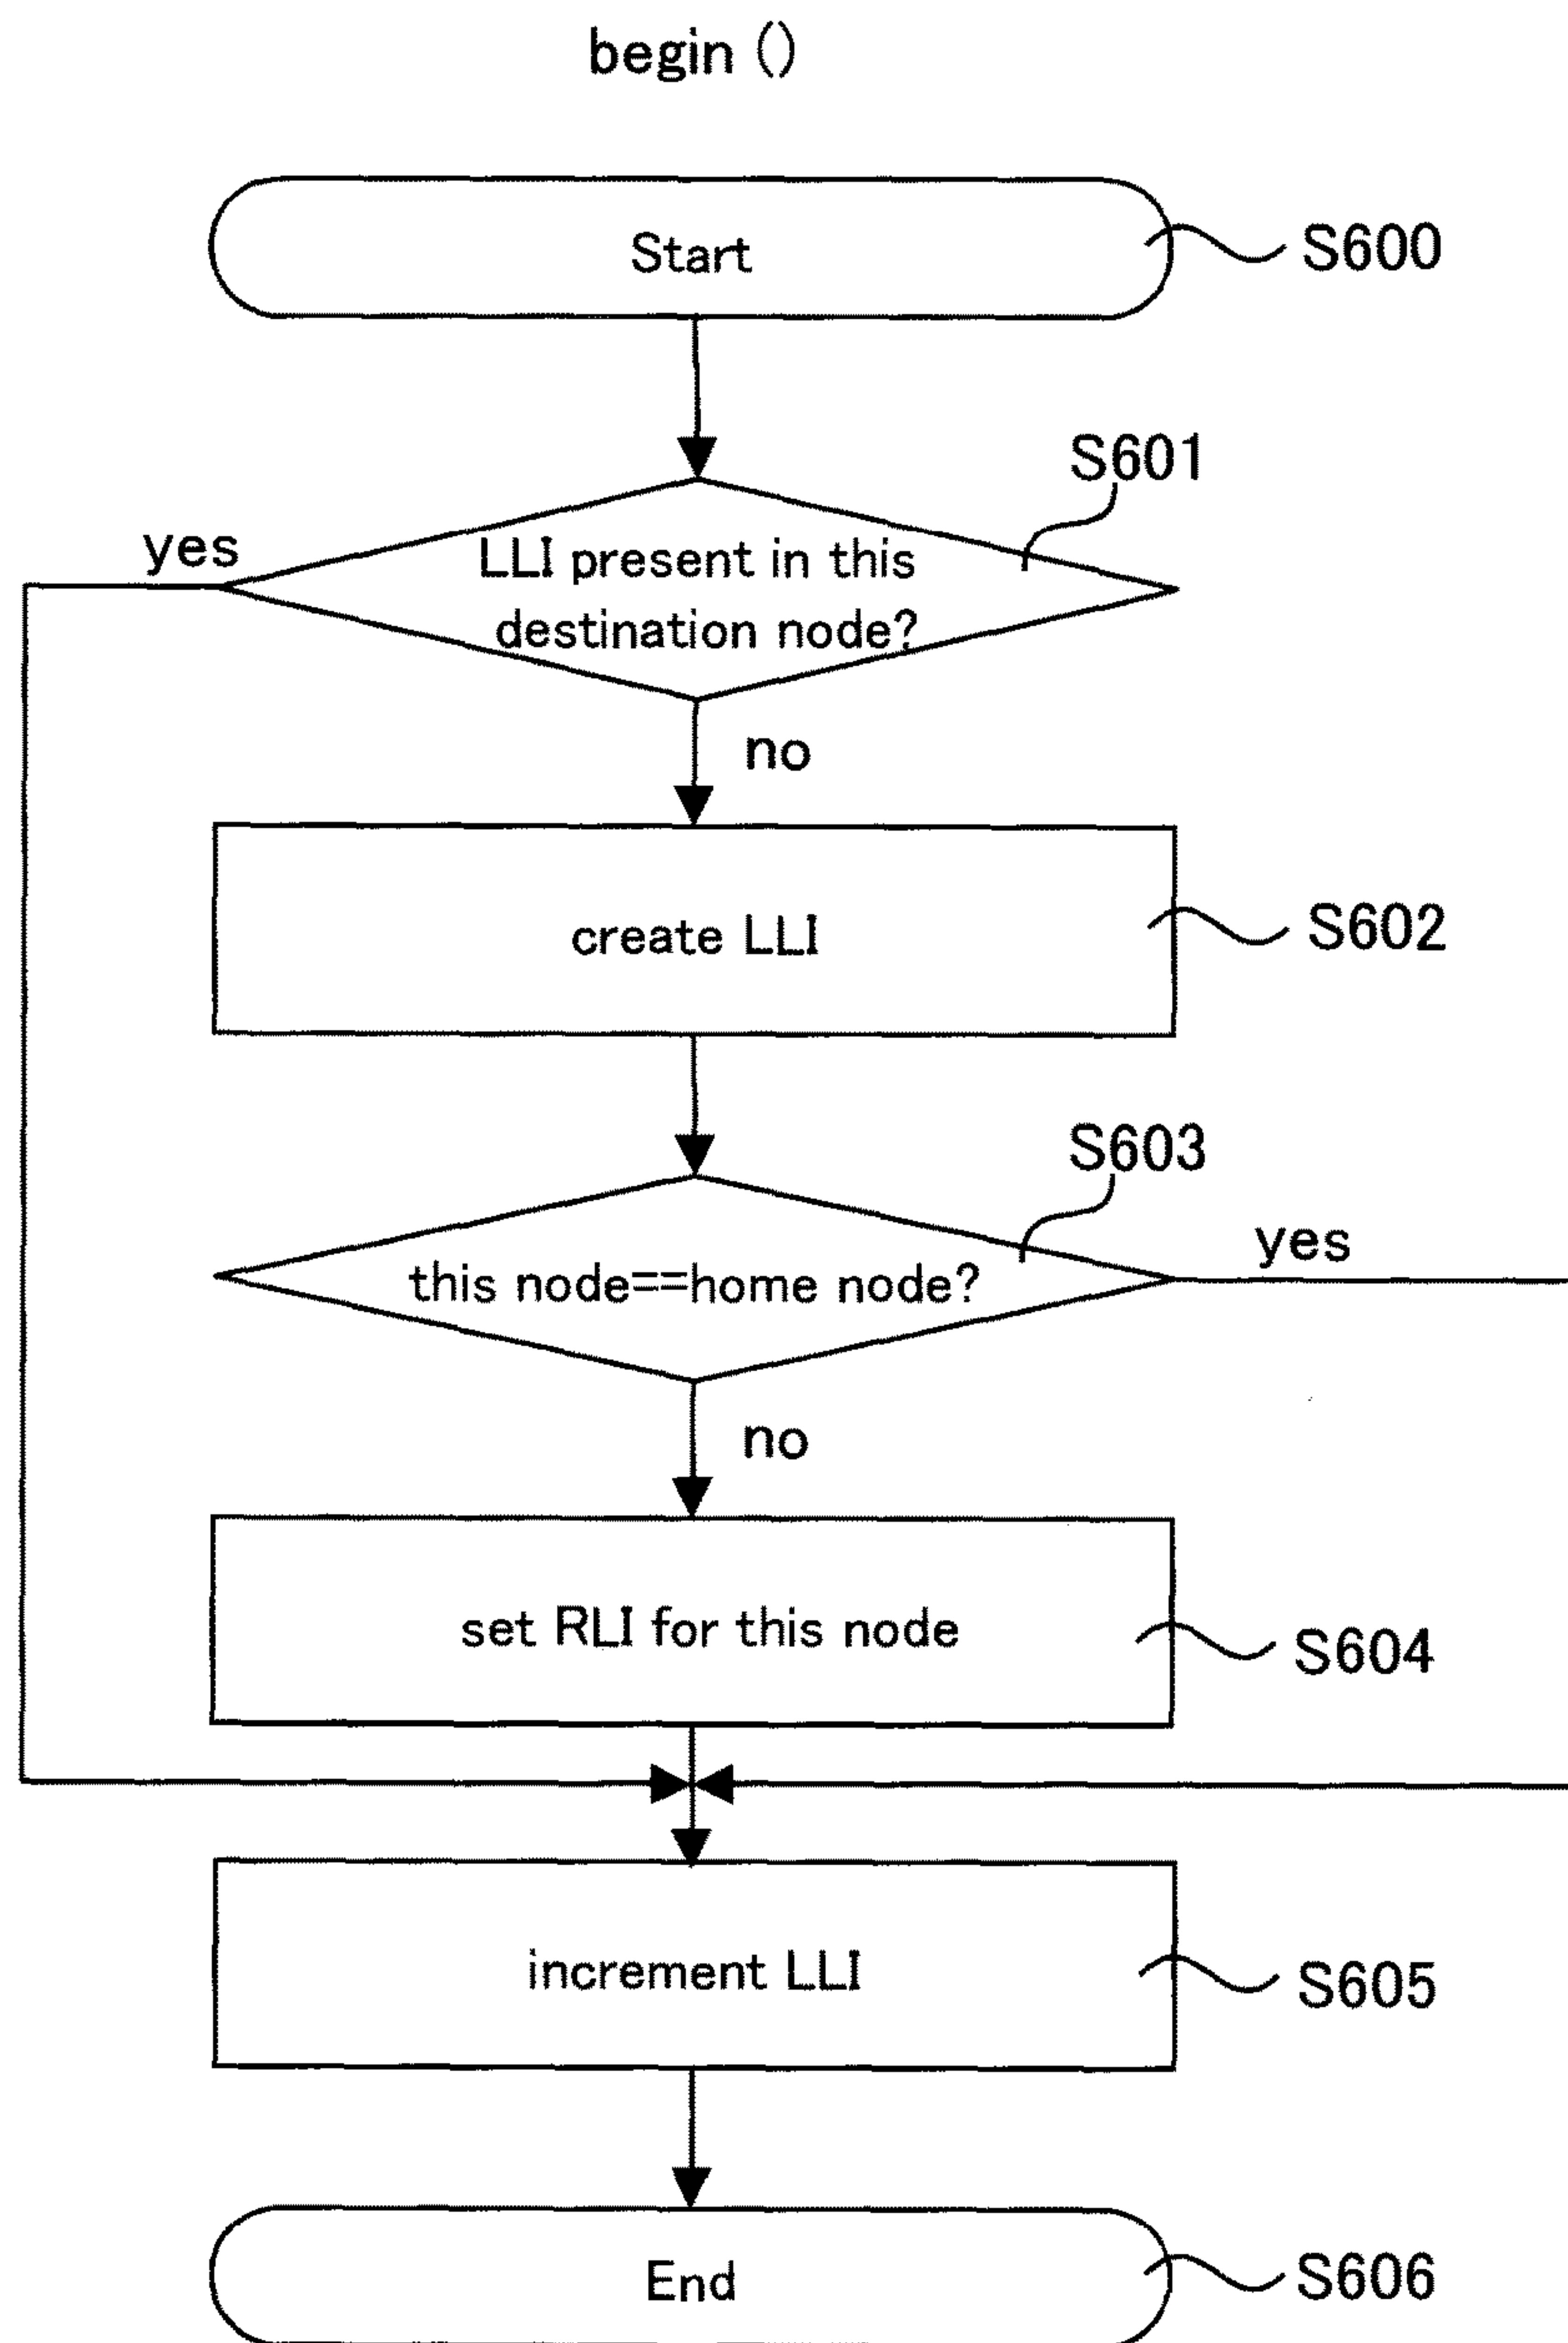 begin ()
Start
S600
S601
yes
LLI present in this
destination node?
no
create LLI
S602
S603
yes
this node==home node?
no
set RLI for this node
S604
increment LLI
S605
End
S606